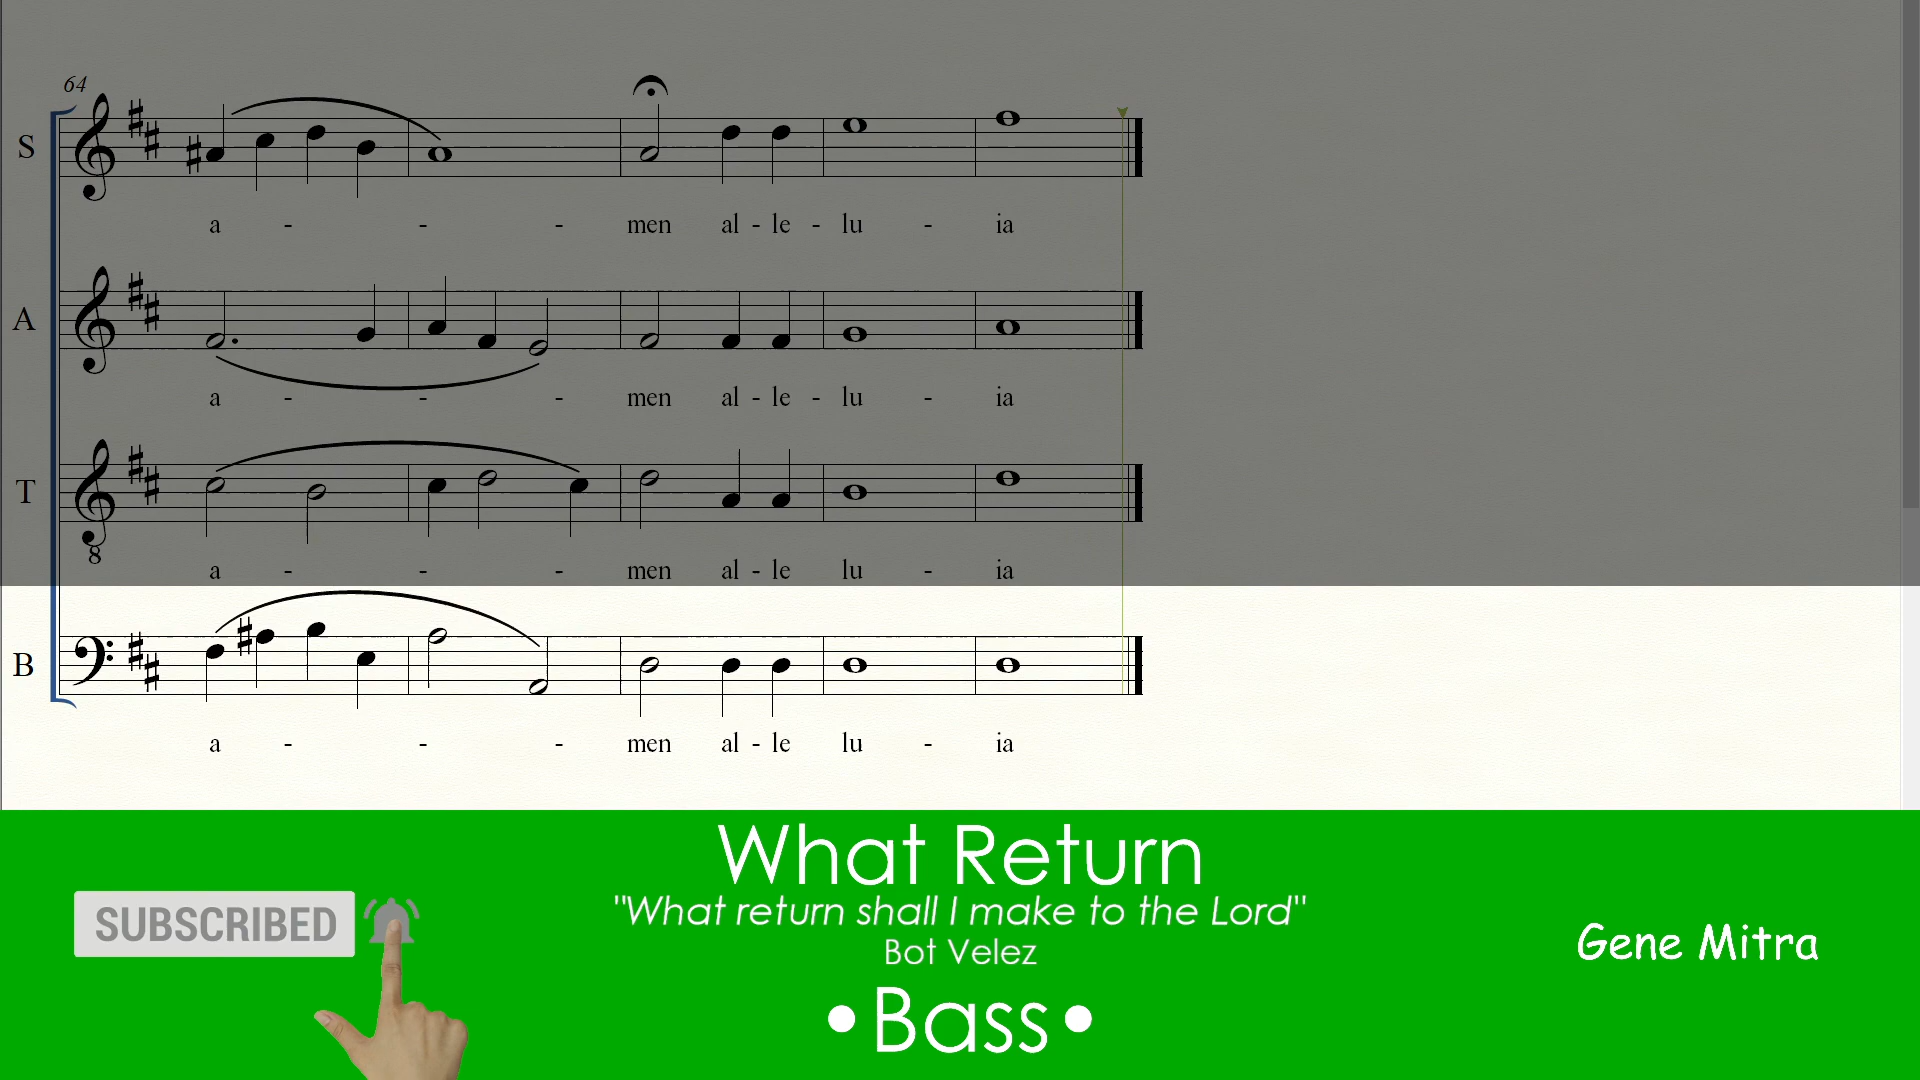 64
S
a - - - men al - le - lu - ia
A
a - - - men al - le - lu - ia
T
8
a - - - men al - le lu - ia
B
a - - - men al - le lu - ia
What Return
"What return shall I make to the Lord"
Bot Velez
• Bass •
SUBSCRIBED
Gene Mitra